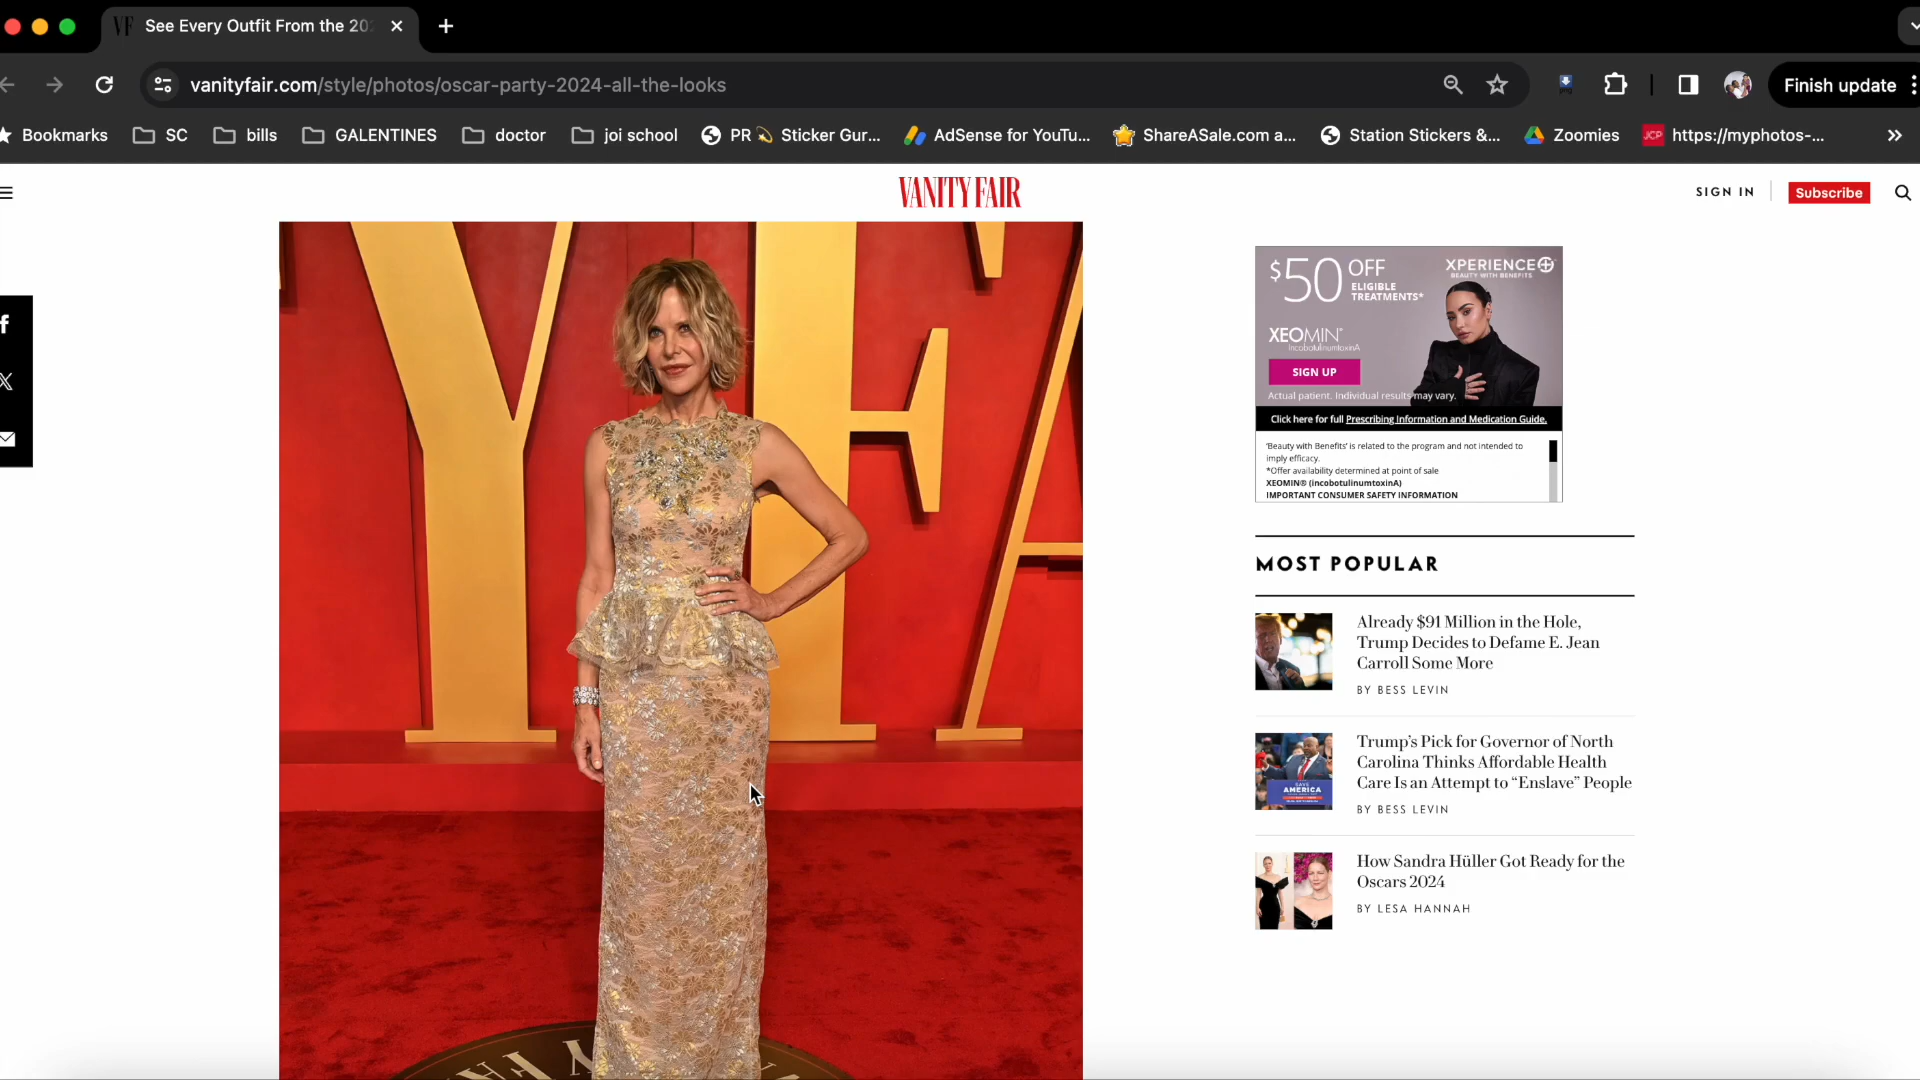 VF See Every Outfit From the 202
vanityfair.com/style/photos/oscar-party-2024-all-the-looks
Finish update
Bookmarks
SC
bills
GALENTINES
doctor
joi school
PR 💫 Sticker Gur...
AdSense for YouTu...
ShareASale.com a...
Station Stickers &...
Zoomies
JCP https://myphotos-...
VANITY FAIR
SIGN IN
Subscribe
Y F A
$50 OFF
ELIGIBLE
TREATMENTS*
XPERIENCE+
BEAUTY WITH BENEFITS™
XEOMIN®
incobotulinumtoxinA
SIGN UP
Actual patient. Individual results may vary.
Click here for full Prescribing Information and Medication Guide.
'Beauty with Benefits' is related to the program and not intended to
imply efficacy.
*Offer availability determined at point of sale
XEOMIN® (incobotulinumtoxinA)
IMPORTANT CONSUMER SAFETY INFORMATION
MOST POPULAR
Already $91 Million in the Hole,
Trump Decides to Defame E. Jean
Carroll Some More
BY BESS LEVIN
Trump's Pick for Governor of North
Carolina Thinks Affordable Health
Care Is an Attempt to “Enslave” People
BY BESS LEVIN
SAVE
AMERICA
How Sandra Hüller Got Ready for the
Oscars 2024
BY LESA HANNAH